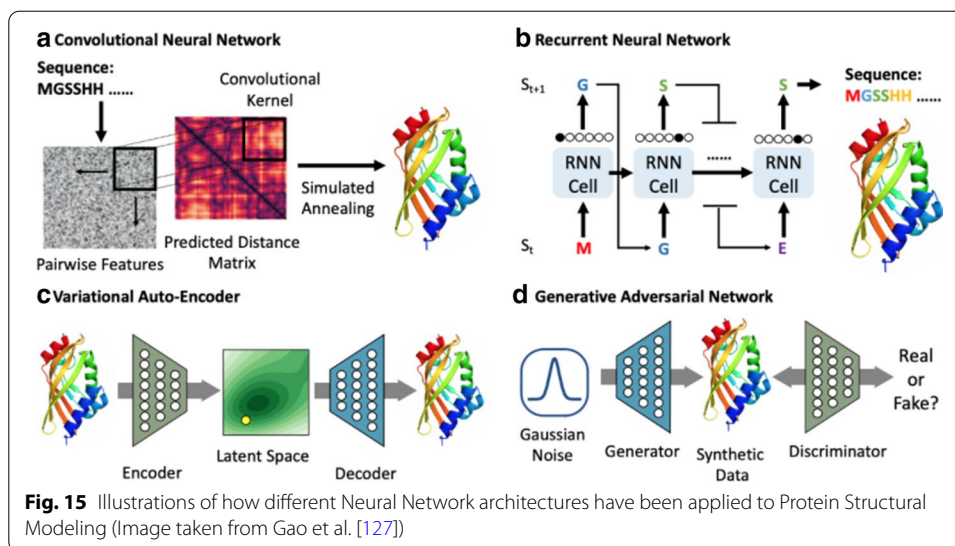 a Convolutional Neural Network
Sequence:
MGSSHH ......
Convolutional
Kernel
Simulated
Annealing
Predicted Distance
Matrix
Pairwise Features
b Recurrent Neural Network
St+1
G
S
S
Sequence:
MGSSHH ......
RNN
Cell
RNN
Cell
......
RNN
Cell
St
M
G
E
c Variational Auto-Encoder
Encoder
Latent Space
Decoder
d Generative Adversarial Network
Gaussian
Noise
Generator
Synthetic
Data
Discriminator
Real
or
Fake?
Fig. 15 Illustrations of how different Neural Network architectures have been applied to Protein Structural
Modeling (Image taken from Gao et al. [127])